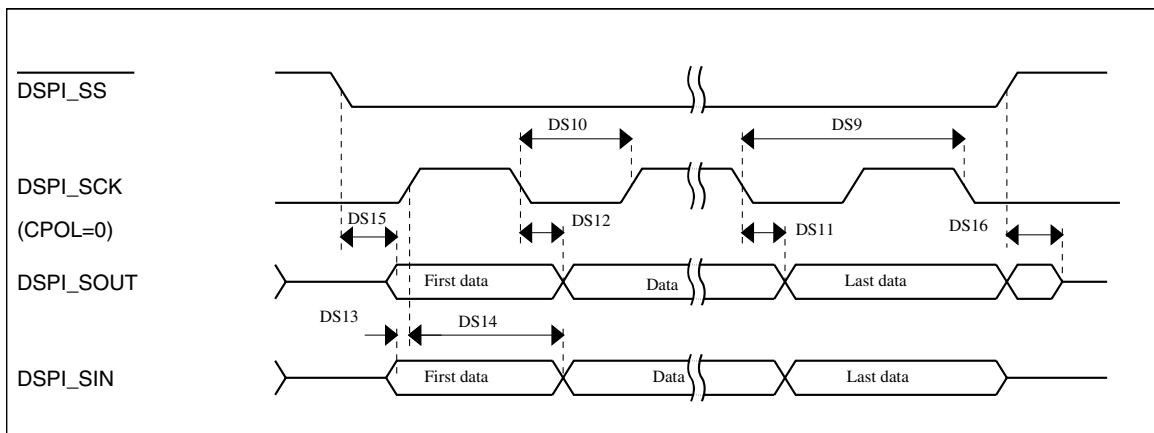 DSPI_SS
DS10
DS9
DSPI_SCK
(CPOL=0)
DS15
DS12
DS11
DS16
DSPI_SOUT
First data
Data
Last data
DS13
DS14
DSPI_SIN
First data
Data
Last data